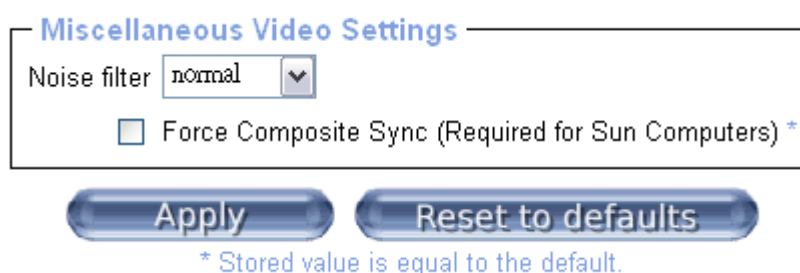 Miscellaneous Video Settings
Noise filter normal
Force Composite Sync (Required for Sun Computers) *
Apply Reset to defaults
* Stored value is equal to the default.